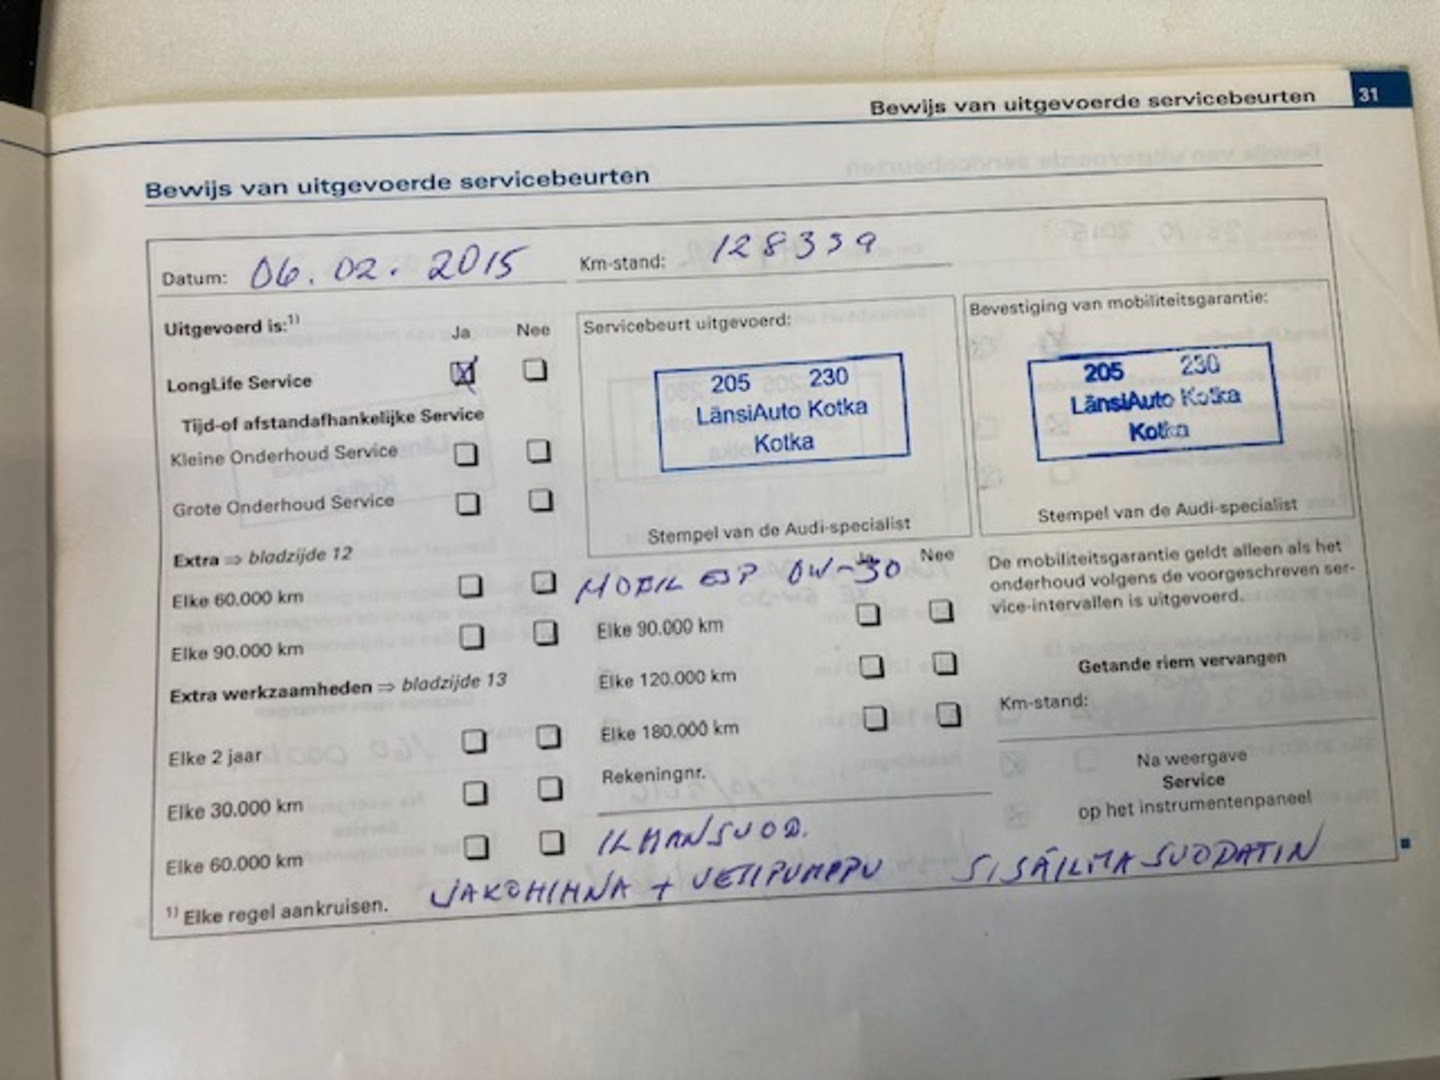 Bewijs van uitgevoerde servicebeurten 31
Bewijs van uitgevoerde servicebeurten
Datum: 06.02.2015 Km-stand: 128339
Uitgevoerd is:¹⁾ Ja Nee
LongLife Service
Tijd-of afstandafhankelijke Service
Kleine Onderhoud Service
Grote Onderhoud Service
Extra ⇒ bladzijde 12
Elke 60.000 km
Elke 90.000 km
Extra werkzaamheden ⇒ bladzijde 13
Elke 2 jaar
Elke 30.000 km
Elke 60.000 km
¹⁾ Elke regel aankruisen.
Servicebeurt uitgevoerd:
205 230
LänsiAuto Kotka
Kotka
Stempel van de Audi-specialist
Nee
MOBIL ESP 0W-30
Elke 90.000 km
Elke 120.000 km
Elke 180.000 km
Rekeningnr.
ILMANSUOD.
JAKOHIHNA + VESIPUMPPU SISÄILMASUODATIN
Bevestiging van mobiliteitsgarantie:
205 230
LänsiAuto Kotka
Kotka
Stempel van de Audi-specialist
De mobiliteitsgarantie geldt alleen als het
onderhoud volgens de voorgeschreven ser-
vice-intervallen is uitgevoerd.
Getande riem vervangen
Km-stand:
Na weergave
Service
op het instrumentenpaneel